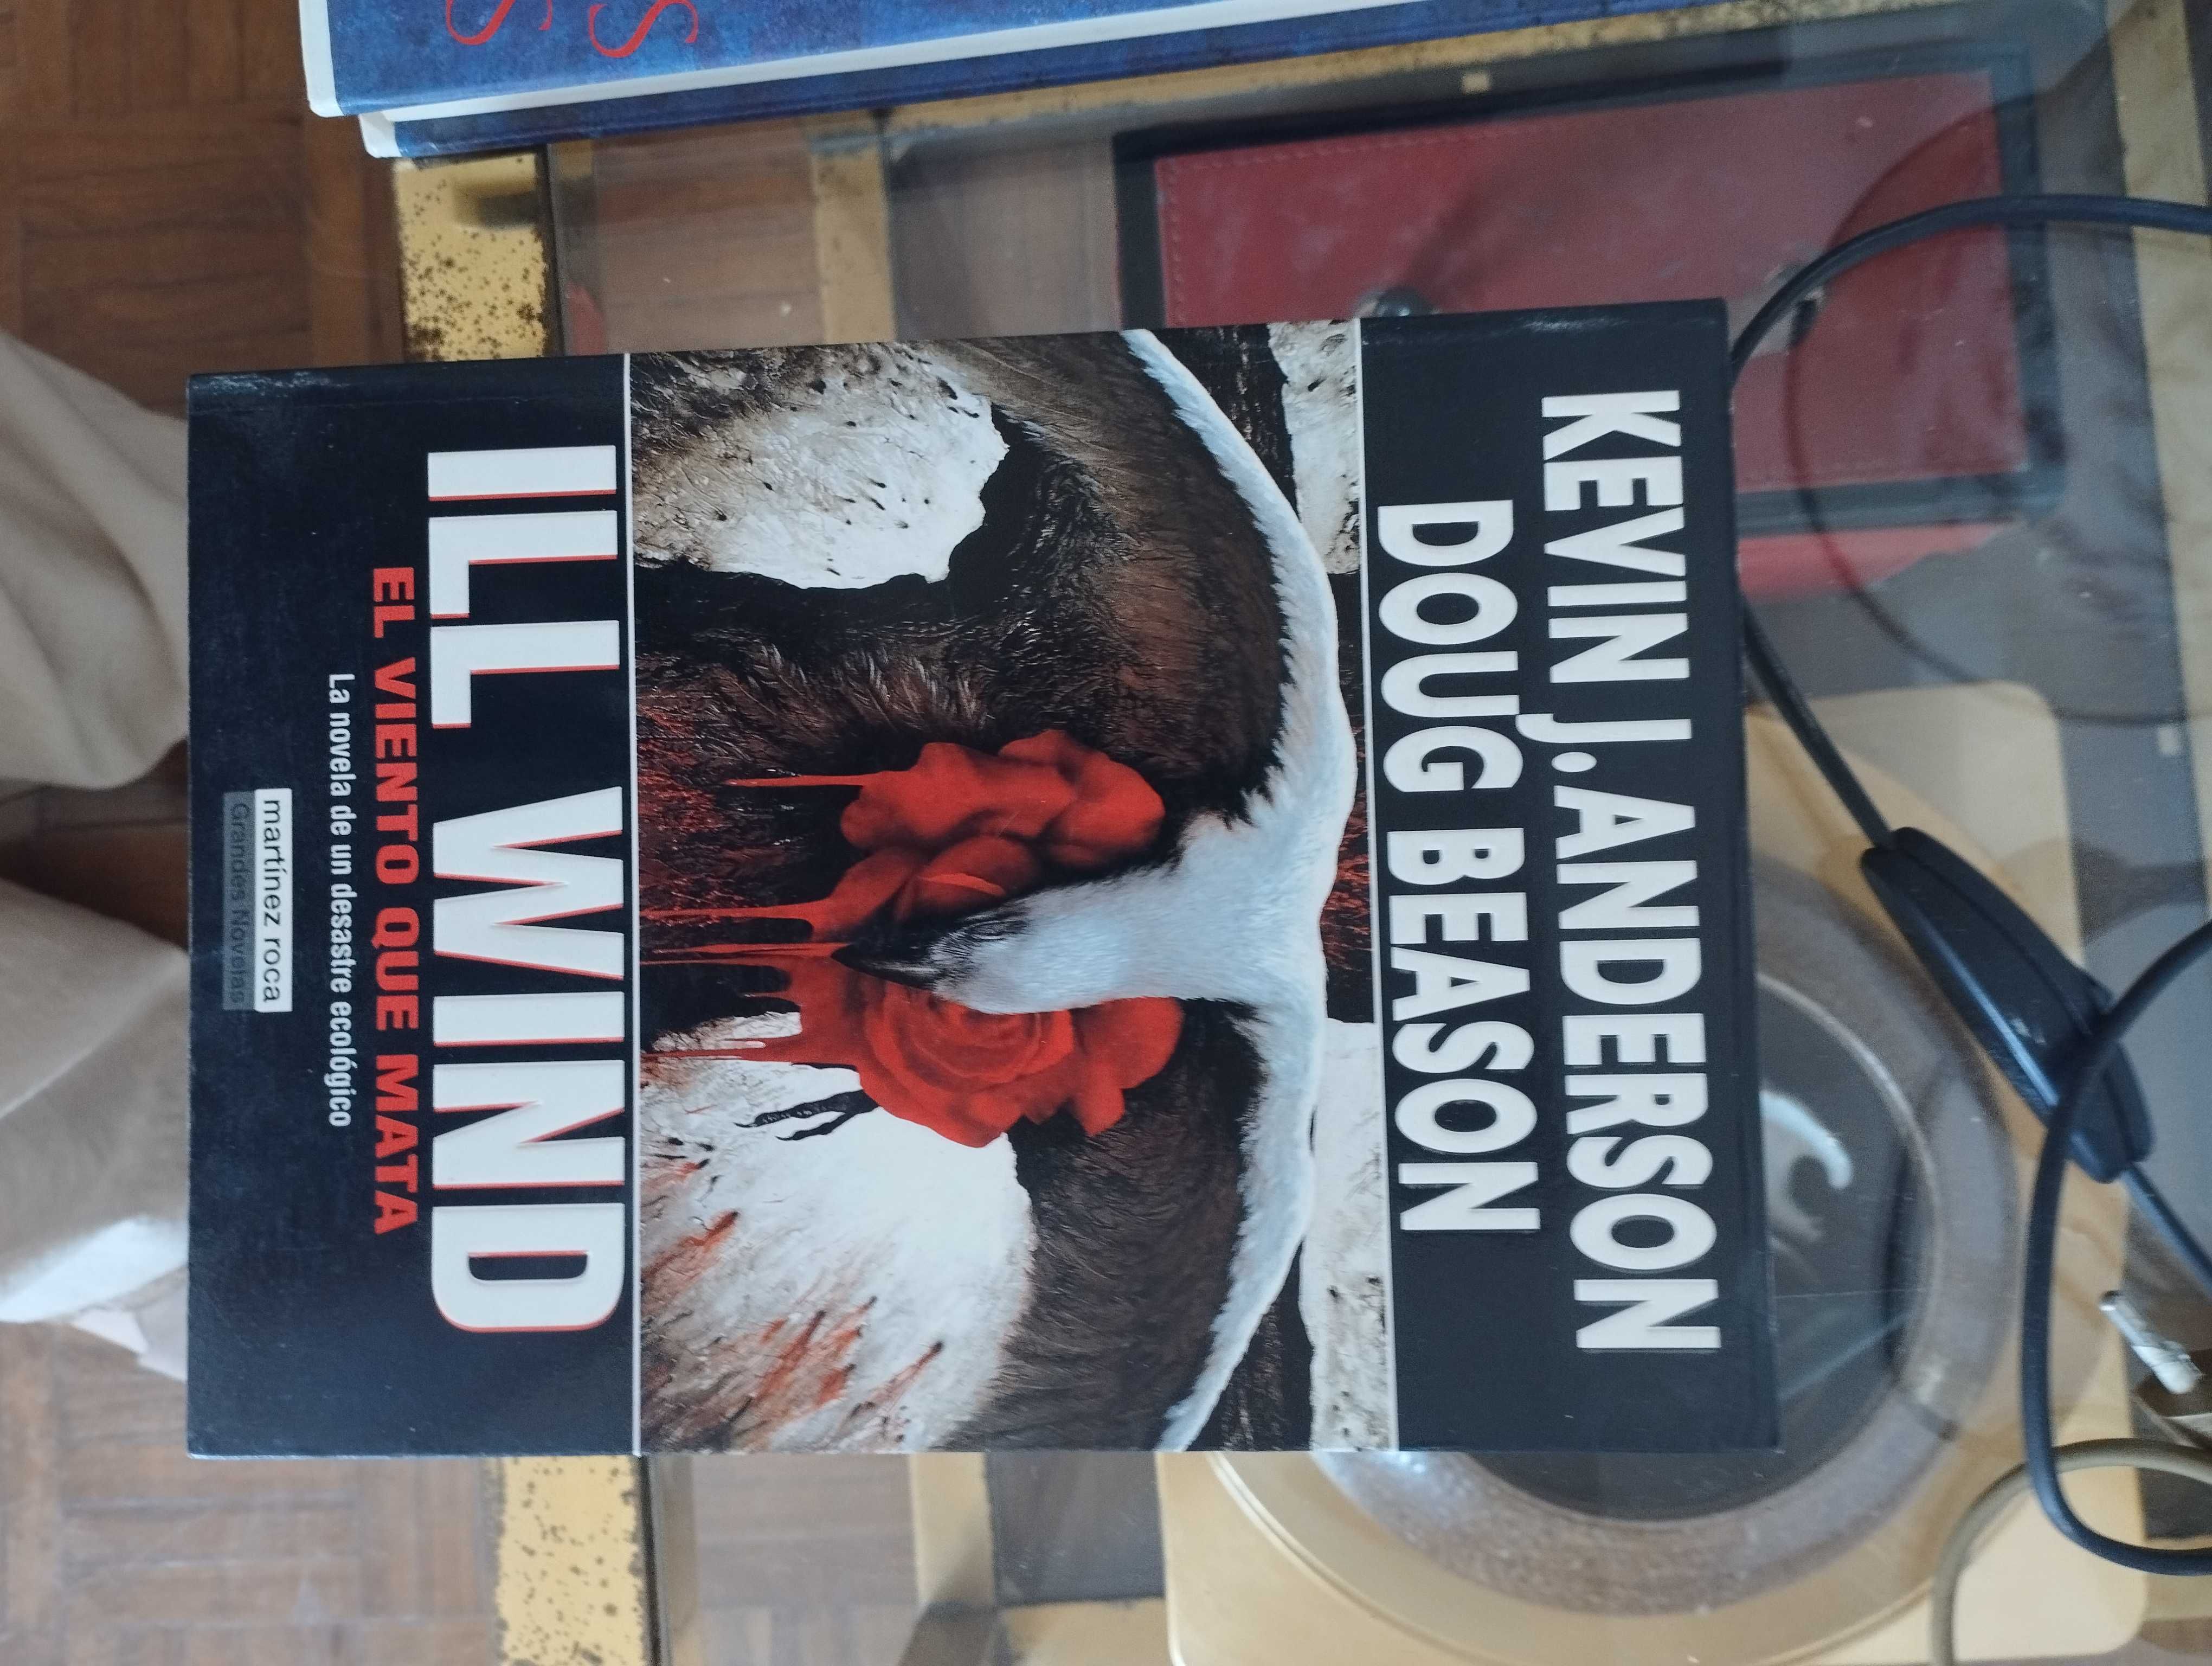 KEVIN J. ANDERSON
DOUG BEASON
ILL WIND
EL VIENTO QUE MATA
La novela de un desastre ecológico
martínez roca
Grandes Novelas